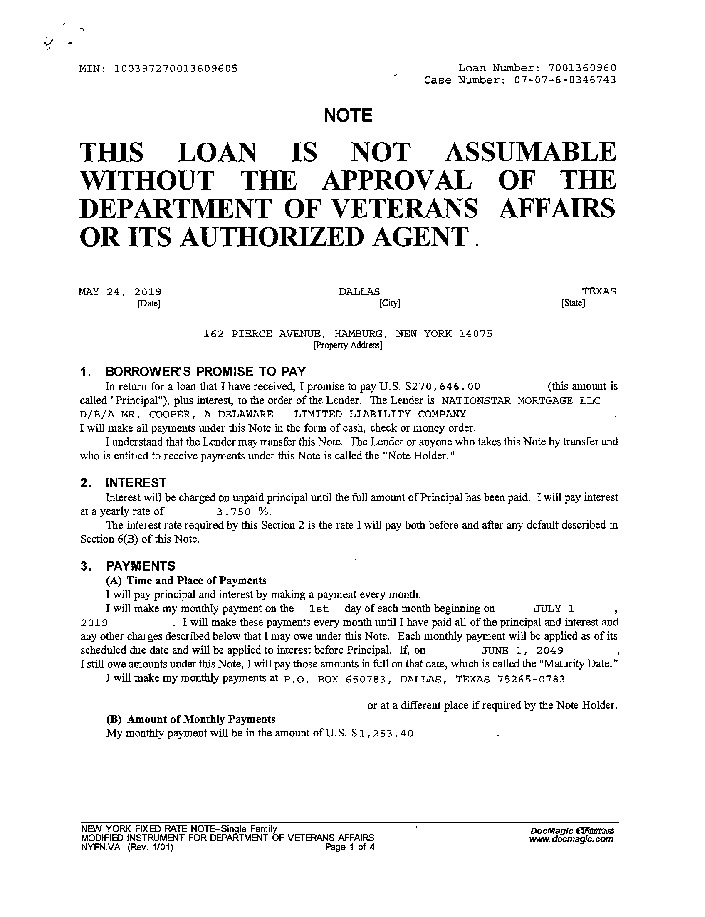 MIN: 100397270013609605
Loan Number: 7001360960
Case Number: 07-07-6-0346743
NOTE
THIS LOAN IS NOT ASSUMABLE
WITHOUT THE APPROVAL OF THE
DEPARTMENT OF VETERANS AFFAIRS
OR ITS AUTHORIZED AGENT.
MAY 24, 2019 DALLAS TEXAS
[Date] [City] [State]
162 PIERCE AVENUE, HAMBURG, NEW YORK 14075
[Property Address]
1. BORROWER'S PROMISE TO PAY
In return for a loan that I have received, I promise to pay U.S. $270,646.00 (this amount is
called "Principal"), plus interest, to the order of the Lender. The Lender is NATIONSTAR MORTGAGE LLC
D/B/A MR. COOPER, A DELAWARE LIMITED LIABILITY COMPANY .
I will make all payments under this Note in the form of cash, check or money order.
I understand that the Lender may transfer this Note. The Lender or anyone who takes this Note by transfer and
who is entitled to receive payments under this Note is called the "Note Holder."
2. INTEREST
Interest will be charged on unpaid principal until the full amount of Principal has been paid. I will pay interest
at a yearly rate of 3.750 %.
The interest rate required by this Section 2 is the rate I will pay both before and after any default described in
Section 6(B) of this Note.
3. PAYMENTS
(A) Time and Place of Payments
I will pay principal and interest by making a payment every month.
I will make my monthly payment on the 1st day of each month beginning on JULY 1 ,
2019 . I will make these payments every month until I have paid all of the principal and interest and
any other charges described below that I may owe under this Note. Each monthly payment will be applied as of its
scheduled due date and will be applied to interest before Principal. If, on JUNE 1, 2049 ,
I still owe amounts under this Note, I will pay those amounts in full on that date, which is called the "Maturity Date."
I will make my monthly payments at P.O. BOX 650783, DALLAS, TEXAS 75265-0783
or at a different place if required by the Note Holder.
(B) Amount of Monthly Payments
My monthly payment will be in the amount of U.S. $1,253.40 .
NEW YORK FIXED RATE NOTE--Single Family
MODIFIED INSTRUMENT FOR DEPARTMENT OF VETERANS AFFAIRS
NYFN.VA (Rev. 1/01) Page 1 of 4
DocMagic
www.docmagic.com